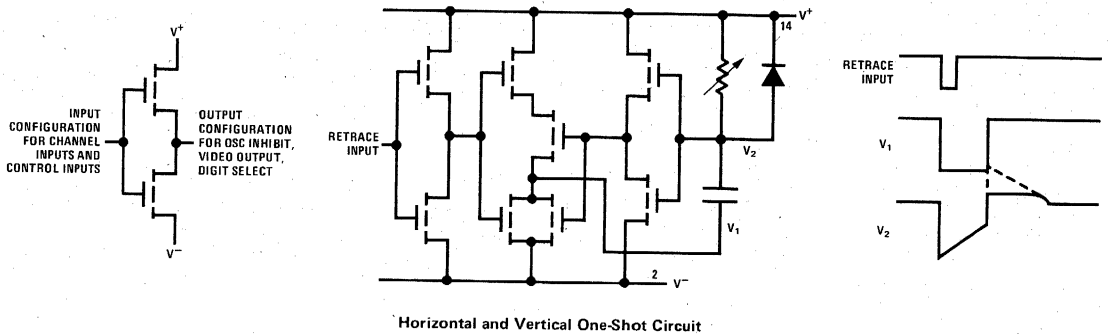 V+
INPUT
CONFIGURATION
FOR CHANNEL
INPUTS AND
CONTROL INPUTS
OUTPUT
CONFIGURATION
FOR OSC INHIBIT,
VIDEO OUTPUT,
DIGIT SELECT
V−
14
V+
RETRACE
INPUT
V2
V1
2
V−
RETRACE
INPUT
V1
V2
Horizontal and Vertical One-Shot Circuit